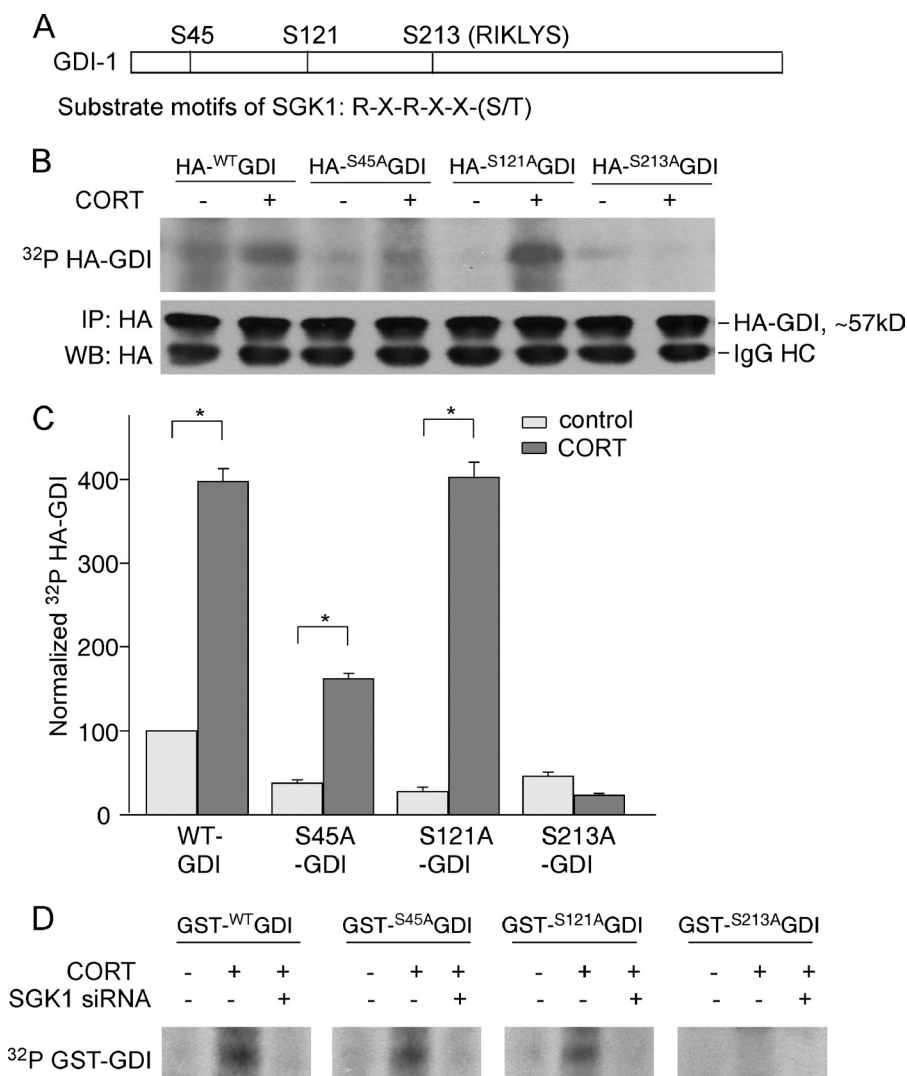 A
S45 S121 S213 (RIKLYS)
GDI-1
Substrate motifs of SGK1: R-X-R-X-X-(S/T)
B
HA-WTGDI HA-S45AGDI HA-S121AGDI HA-S213AGDI
CORT - + - + - + - +
32P HA-GDI
IP: HA
WB: HA
HA-GDI, ~57kD
IgG HC
C
control
CORT
* * *
Normalized 32P HA-GDI
400
300
200
100
0
WT-GDI S45A-GDI S121A-GDI S213A-GDI
D
GST-WTGDI GST-S45AGDI GST-S121AGDI GST-S213AGDI
CORT - + + - + + - + + - + +
SGK1 siRNA - - + - - + - - + - - +
32P GST-GDI